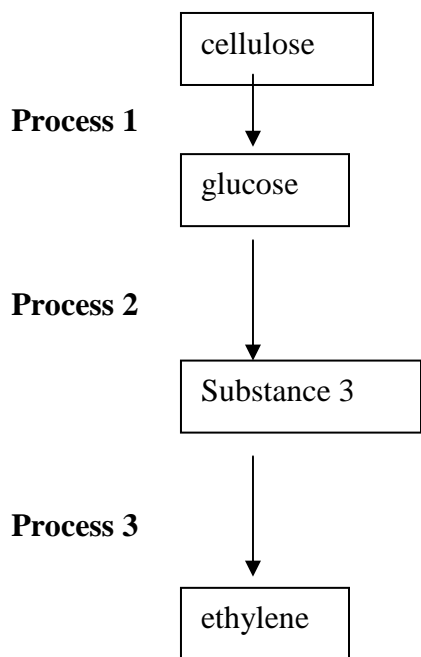 cellulose
Process 1
glucose
Process 2
Substance 3
Process 3
ethylene